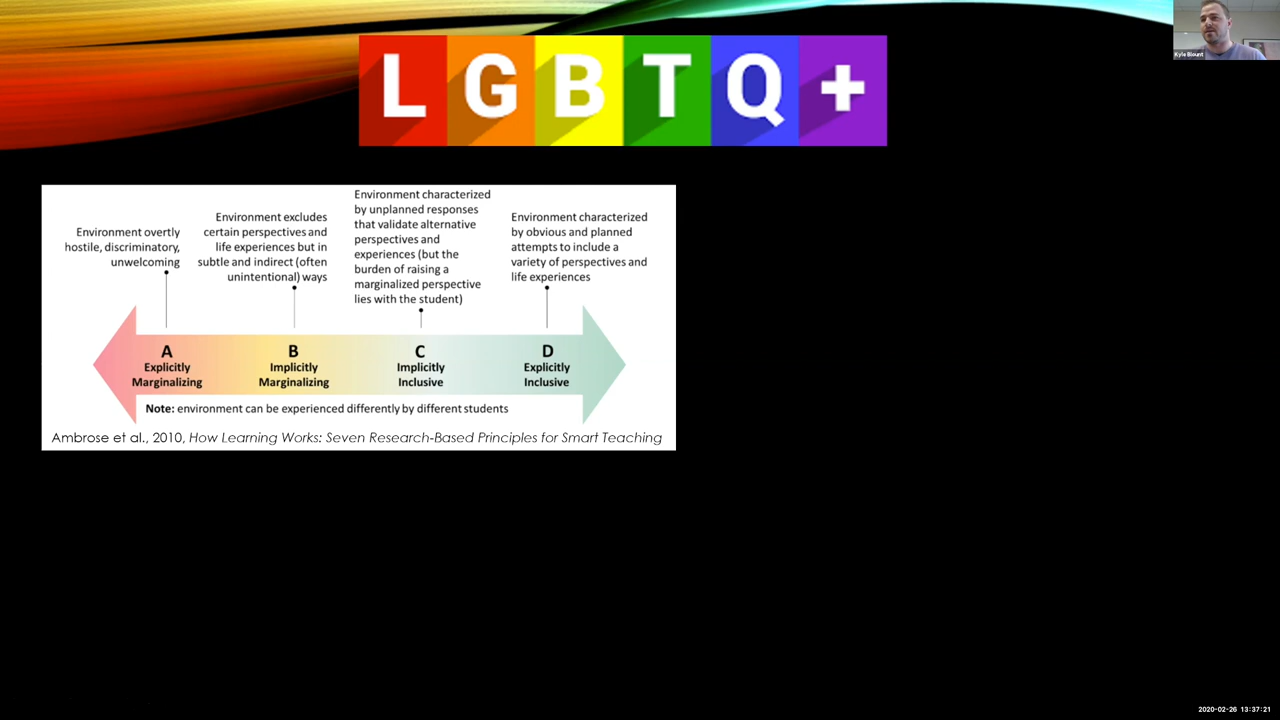 LGBTQ+
Kyle Blount
Environment overtly
hostile, discriminatory,
unwelcoming
Environment excludes
certain perspectives and
life experiences but in
subtle and indirect (often
unintentional) ways
Environment characterized
by unplanned responses
that validate alternative
perspectives and
experiences (but the
burden of raising a
marginalized perspective
lies with the student)
Environment characterized
by obvious and planned
attempts to include a
variety of perspectives and
life experiences
A
Explicitly
Marginalizing
B
Implicitly
Marginalizing
C
Implicitly
Inclusive
D
Explicitly
Inclusive
Note: environment can be experienced differently by different students
Ambrose et al., 2010, How Learning Works: Seven Research-Based Principles for Smart Teaching
2020-02-26 13:37:21